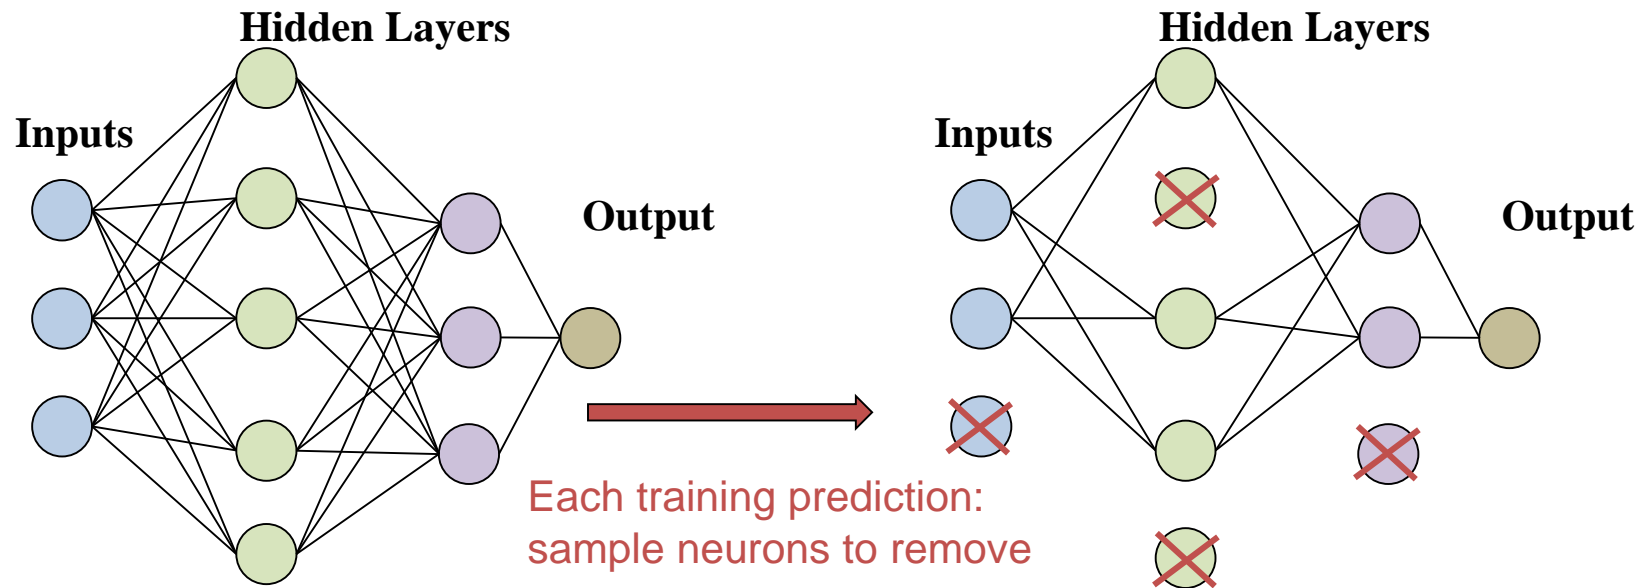 Hidden Layers
Inputs
Output
Each training prediction:
sample neurons to remove
Hidden Layers
Inputs
Output